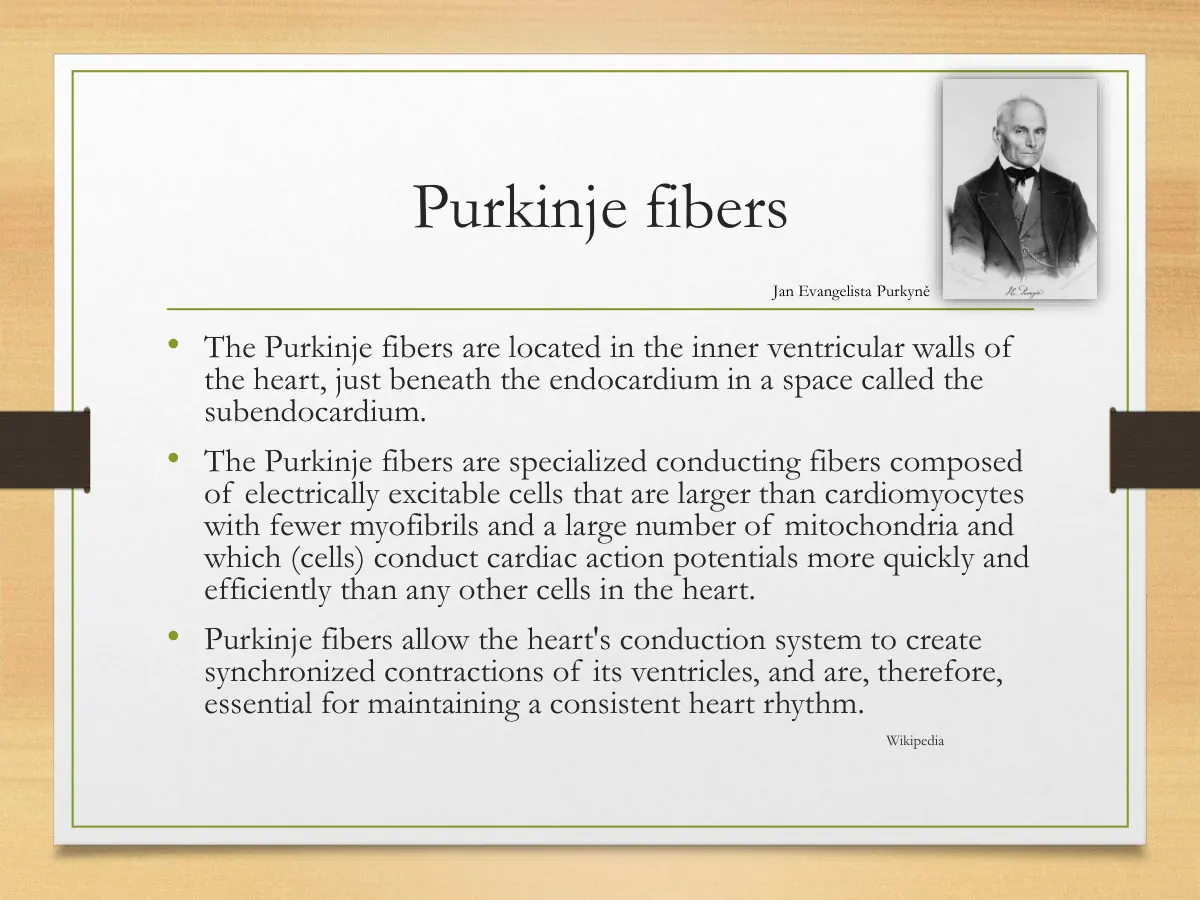 Purkinje fibers
Jan Evangelista Purkyně
• The Purkinje fibers are located in the inner ventricular walls of
the heart, just beneath the endocardium in a space called the
subendocardium.
• The Purkinje fibers are specialized conducting fibers composed
of electrically excitable cells that are larger than cardiomyocytes
with fewer myofibrils and a large number of mitochondria and
which (cells) conduct cardiac action potentials more quickly and
efficiently than any other cells in the heart.
• Purkinje fibers allow the heart's conduction system to create
synchronized contractions of its ventricles, and are, therefore,
essential for maintaining a consistent heart rhythm.
Wikipedia